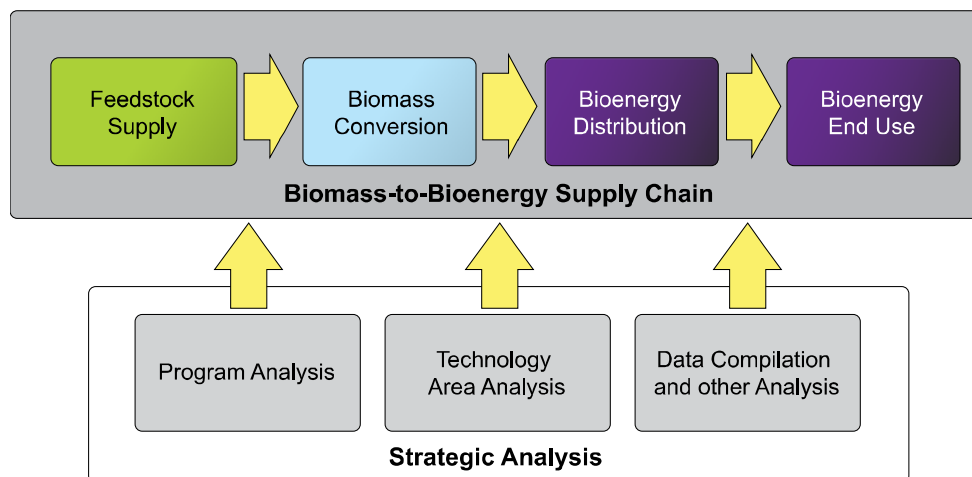 Feedstock
Supply
Biomass
Conversion
Bioenergy
Distribution
Bioenergy
End Use
Biomass-to-Bioenergy Supply Chain
Program Analysis
Technology
Area Analysis
Data Compilation
and other Analysis
Strategic Analysis